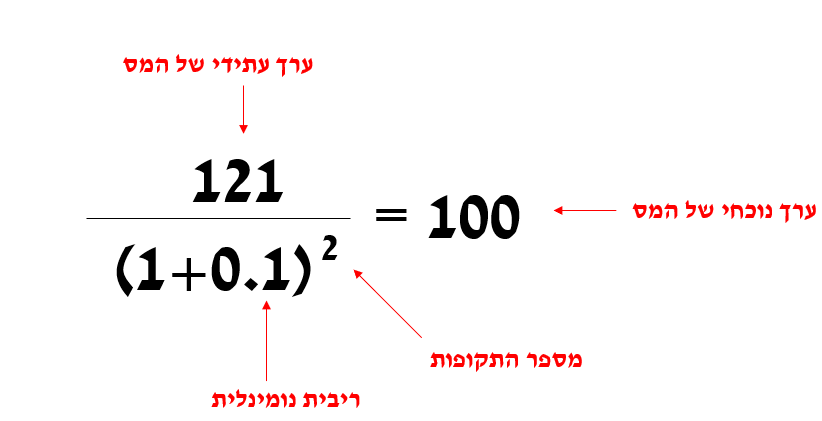 ערך עתידי של המס
121
(1+0.1)²
= 100
ערך נוכחי של המס
מספר התקופות
ריבית נומינלית